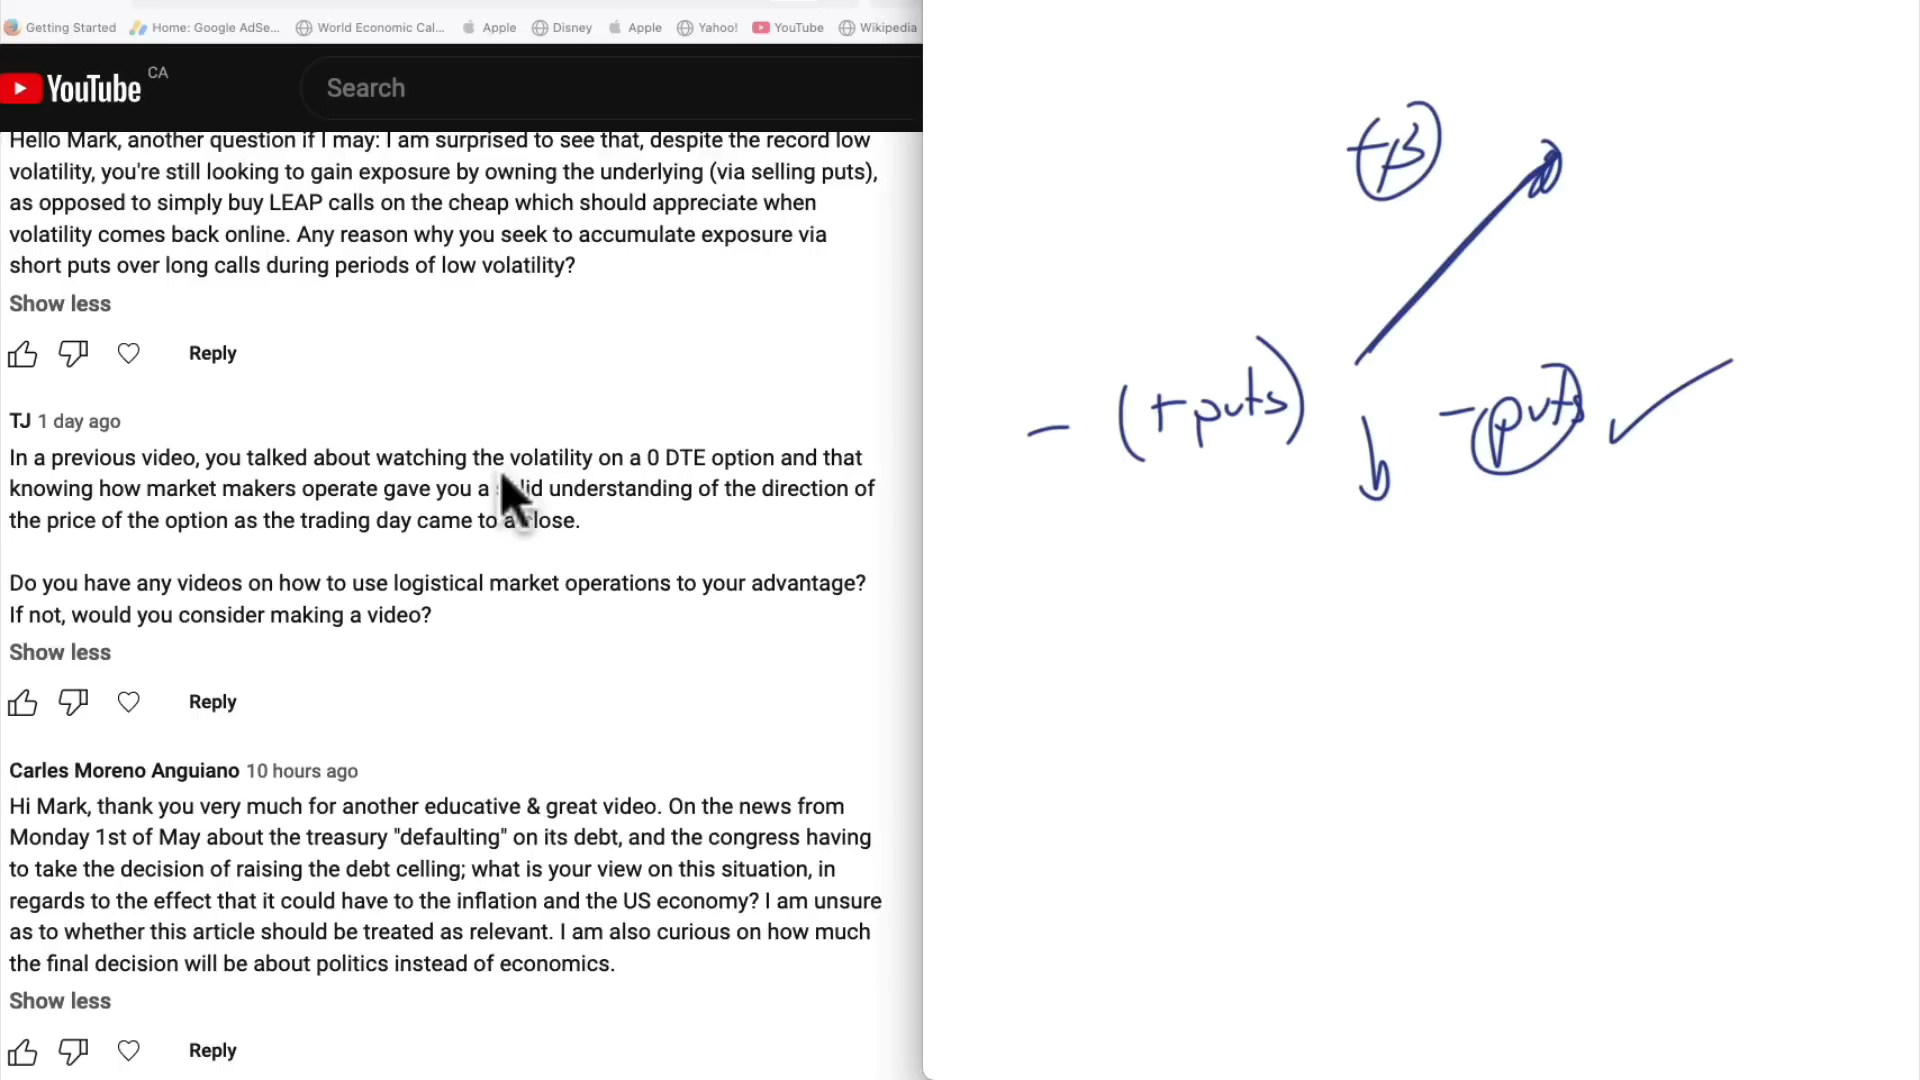 Getting Started Home: Google AdSe... World Economic Cal... Apple Disney Apple Yahoo! YouTube Wikipedia
YouTube CA Search
Hello Mark, another question if I may: I am surprised to see that, despite the record low
volatility, you're still looking to gain exposure by owning the underlying (via selling puts),
as opposed to simply buy LEAP calls on the cheap which should appreciate when
volatility comes back online. Any reason why you seek to accumulate exposure via
short puts over long calls during periods of low volatility?
Show less
Reply
TJ 1 day ago
In a previous video, you talked about watching the volatility on a 0 DTE option and that
knowing how market makers operate gave you a understanding of the direction of
the price of the option as the trading day came to a close.
Do you have any videos on how to use logistical market operations to your advantage?
If not, would you consider making a video?
Show less
Reply
Carles Moreno Anguiano 10 hours ago
Hi Mark, thank you very much for another educative & great video. On the news from
Monday 1st of May about the treasury "defaulting" on its debt, and the congress having
to take the decision of raising the debt celling; what is your view on this situation, in
regards to the effect that it could have to the inflation and the US economy? I am unsure
as to whether this article should be treated as relevant. I am also curious on how much
the final decision will be about politics instead of economics.
Show less
Reply
+β
- (+puts)
-puts